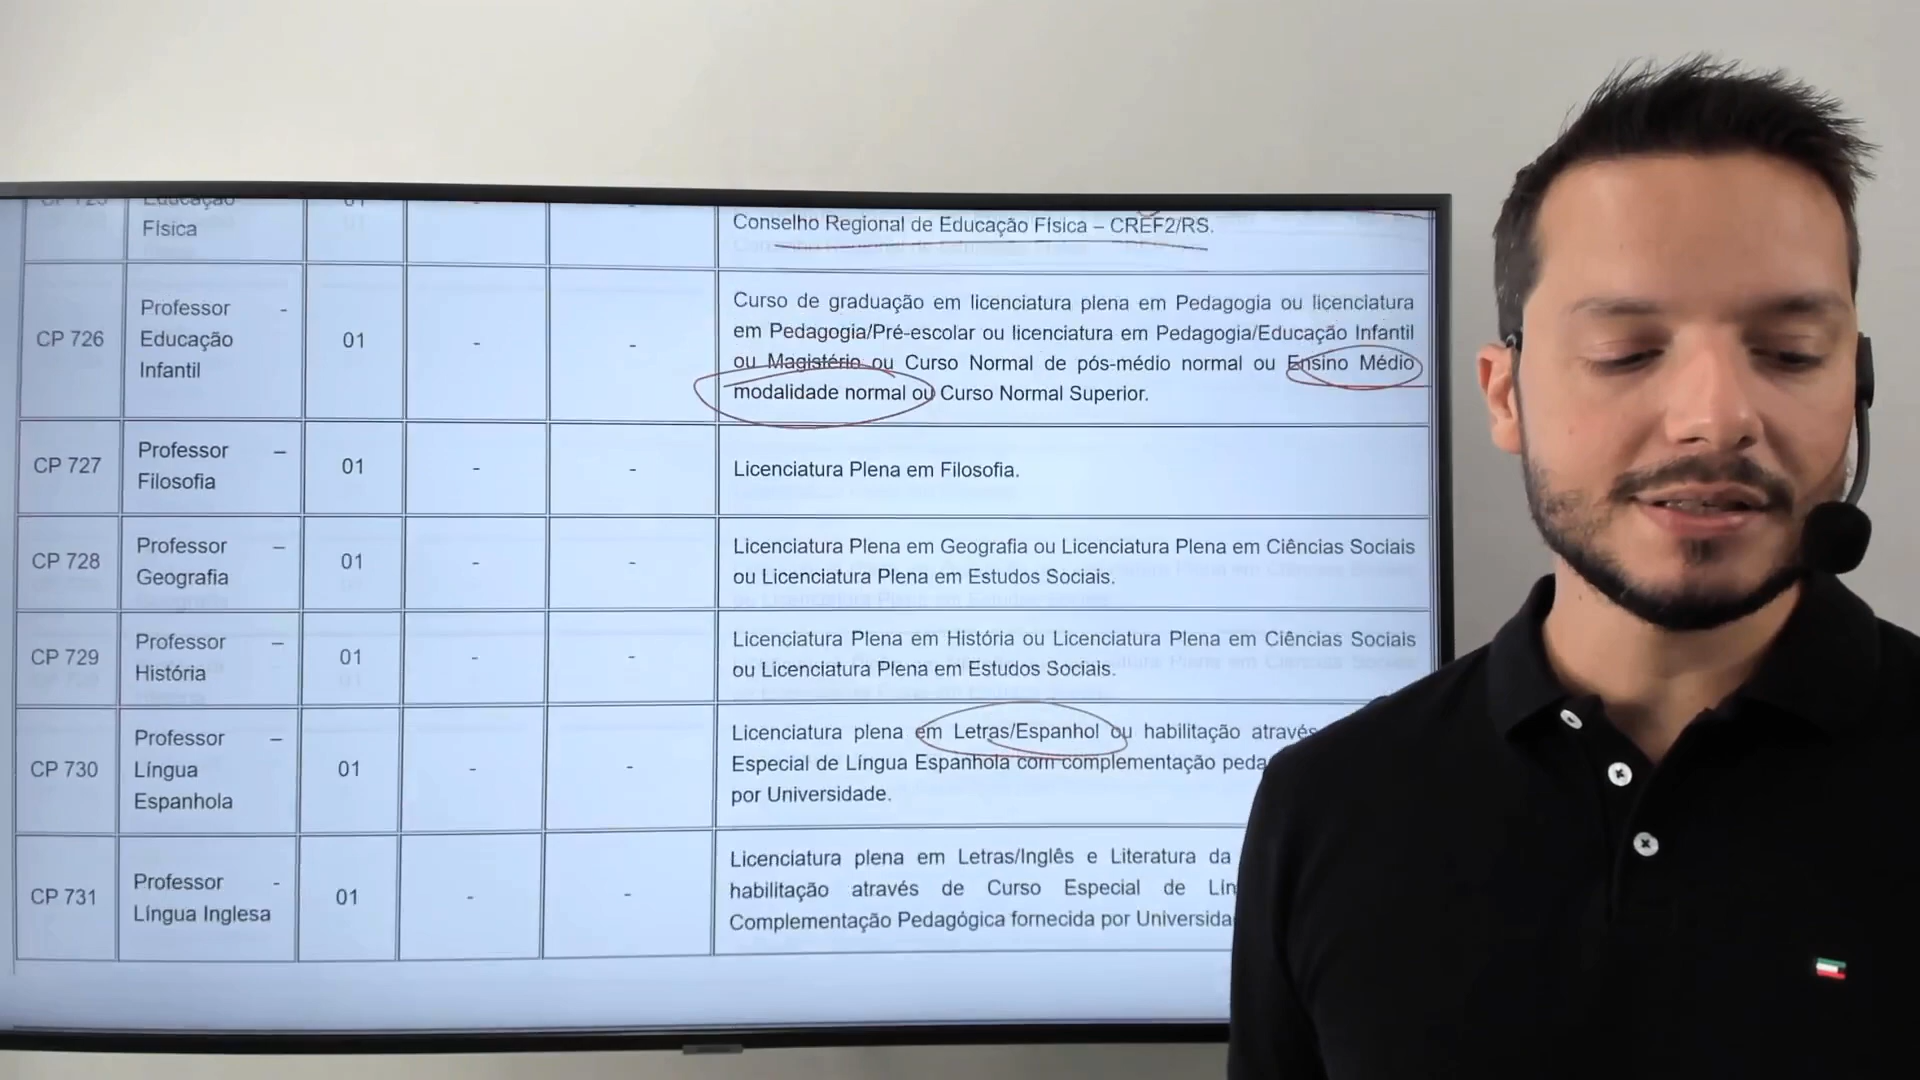 CP 725
Educação
Física
01
-
-
Conselho Regional de Educação Física – CREF2/RS.
CP 726
Professor -
Educação
Infantil
01
-
-
Curso de graduação em licenciatura plena em Pedagogia ou licenciatura
em Pedagogia/Pré-escolar ou licenciatura em Pedagogia/Educação Infantil
ou Magistério ou Curso Normal de pós-médio normal ou Ensino Médio
modalidade normal ou Curso Normal Superior.
CP 727
Professor –
Filosofia
01
-
-
Licenciatura Plena em Filosofia.
CP 728
Professor –
Geografia
01
-
-
Licenciatura Plena em Geografia ou Licenciatura Plena em Ciências Sociais
ou Licenciatura Plena em Estudos Sociais.
CP 729
Professor –
História
01
-
-
Licenciatura Plena em História ou Licenciatura Plena em Ciências Sociais
ou Licenciatura Plena em Estudos Sociais.
CP 730
Professor –
Língua
Espanhola
01
-
-
Licenciatura plena em Letras/Espanhol ou habilitação através
Especial de Língua Espanhola com complementação peda
por Universidade.
CP 731
Professor -
Língua Inglesa
01
-
-
Licenciatura plena em Letras/Inglês e Literatura da
habilitação através de Curso Especial de Lín
Complementação Pedagógica fornecida por Universida